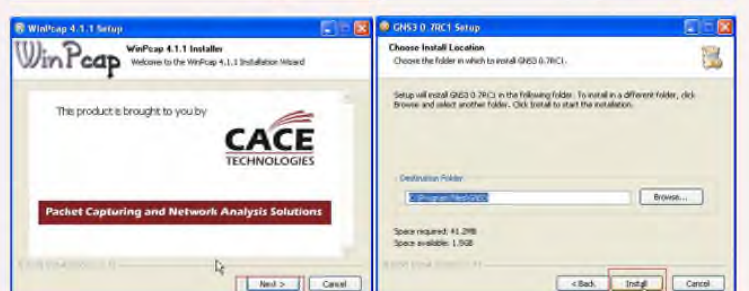 WinPcap 4.1.1 Setup
WinPcap
WinPcap 4.1.1 Installer
Welcome to the WinPcap 4.1.1 Installation Wizard
This product is brought to you by
CACE
TECHNOLOGIES
Packet Capturing and Network Analysis Solutions
Next >
Cancel
GNS3 0.7RC1 Setup
Choose Install Location
Choose the folder in which to install GNS3 0.7RC1.
Setup will install GNS3 0.7RC1 in the following folder. To install in a different folder, click
Browse and select another folder. Click Install to start the installation.
Destination Folder
C:\Program Files\GNS3
Browse...
Space required: 41.2MB
Space available: 1.5GB
< Back
Install
Cancel